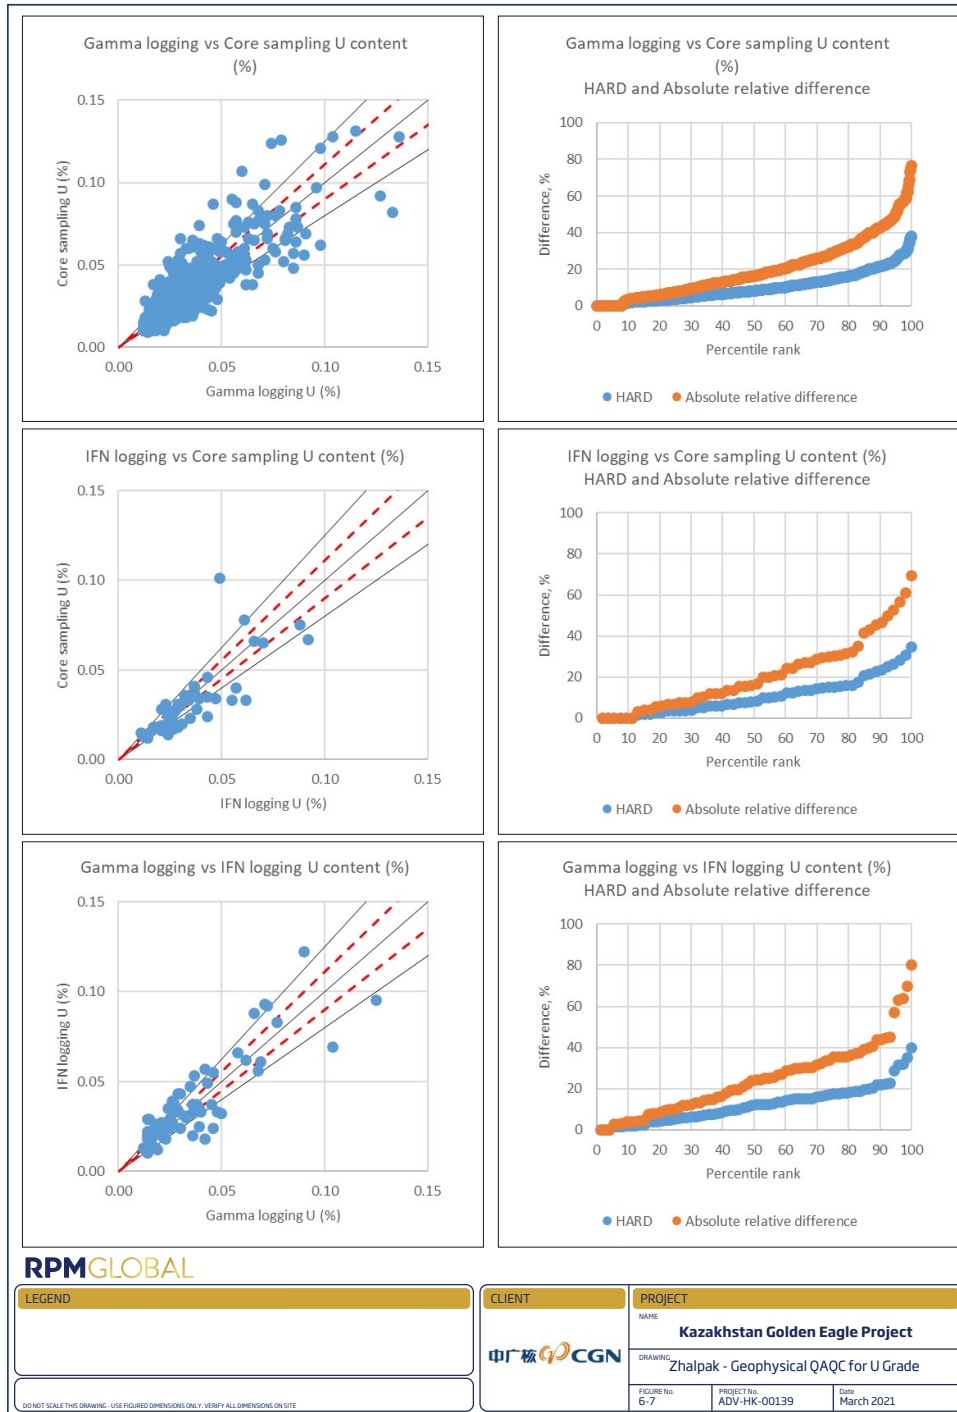 Gamma logging vs Core sampling U content
(%)
0.15
0.10
0.05
0.00
Core sampling U (%)
0.00 0.05 0.10 0.15
Gamma logging U (%)
Gamma logging vs Core sampling U content
(%)
HARD and Absolute relative difference
100
80
60
40
20
0
Difference, %
0 10 20 30 40 50 60 70 80 90 100
Percentile rank
HARD Absolute relative difference
IFN logging vs Core sampling U content (%)
0.15
0.10
0.05
0.00
Core sampling U (%)
0.00 0.05 0.10 0.15
IFN logging U (%)
IFN logging vs Core sampling U content (%)
HARD and Absolute relative difference
100
80
60
40
20
0
Difference, %
0 10 20 30 40 50 60 70 80 90 100
Percentile rank
HARD Absolute relative difference
Gamma logging vs IFN logging U content (%)
0.15
0.10
0.05
0.00
IFN logging U (%)
0.00 0.05 0.10 0.15
Gamma logging U (%)
Gamma logging vs IFN logging U content (%)
HARD and Absolute relative difference
100
80
60
40
20
0
Difference, %
0 10 20 30 40 50 60 70 80 90 100
Percentile rank
HARD Absolute relative difference
RPMGLOBAL
LEGEND
DO NOT SCALE THIS DRAWING - USE FIGURED DIMENSIONS ONLY. VERIFY ALL DIMENSIONS ON SITE
CLIENT
中广核 CGN
PROJECT
NAME
Kazakhstan Golden Eagle Project
DRAWING
Zhalpak - Geophysical QAQC for U Grade
FIGURE No. PROJECT No. Date
6-7 ADV-HK-00139 March 2021